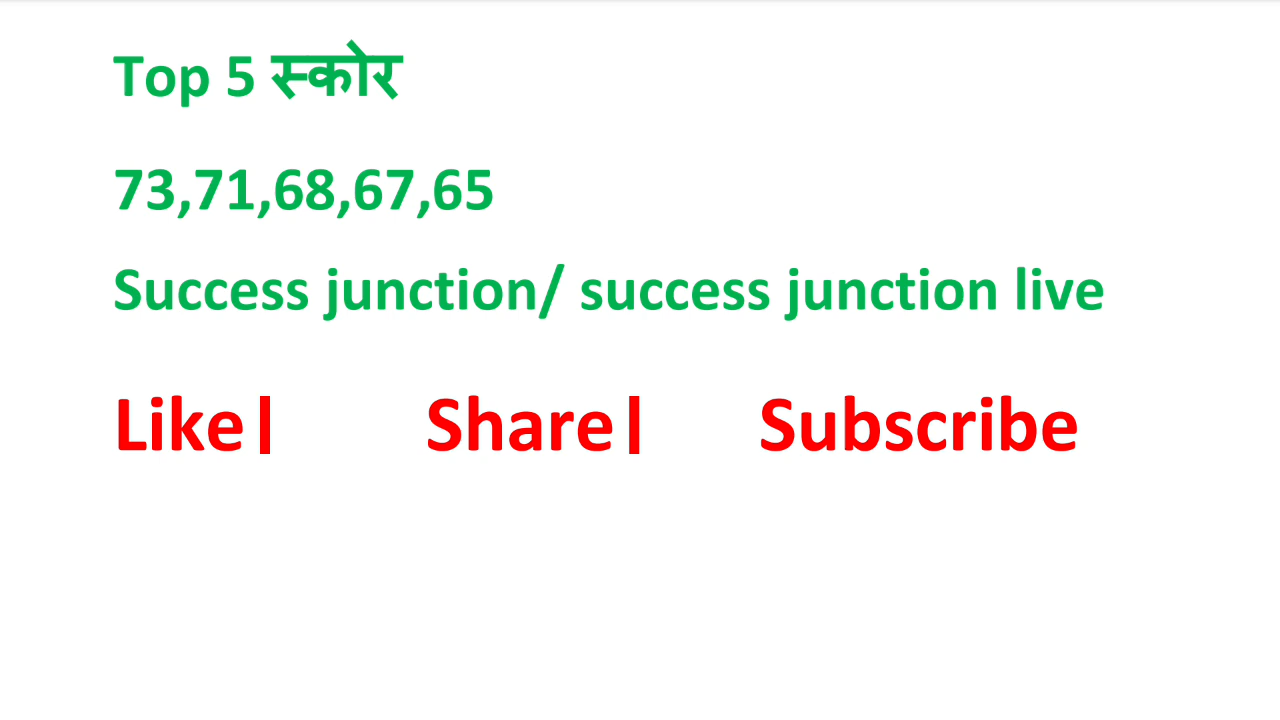 Top 5 स्कोर
73,71,68,67,65
Success junction/ success junction live
Like| Share| Subscribe